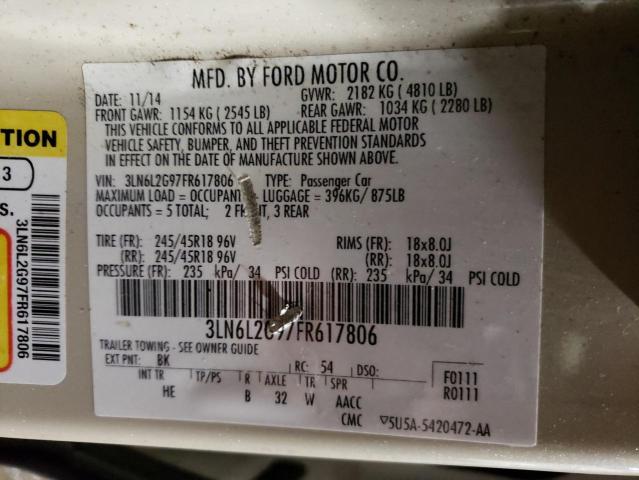 MFD. BY FORD MOTOR CO.
DATE: 11/14 GVWR: 2182 KG ( 4810 LB)
FRONT GAWR: 1154 KG ( 2545 LB) REAR GAWR: 1034 KG ( 2280 LB)
THIS VEHICLE CONFORMS TO ALL APPLICABLE FEDERAL MOTOR
VEHICLE SAFETY, BUMPER, AND THEFT PREVENTION STANDARDS
IN EFFECT ON THE DATE OF MANUFACTURE SHOWN ABOVE.
VIN: 3LN6L2G97FR617806 TYPE: Passenger Car
MAXIMUM LOAD = OCCUPAN LUGGAGE = 396KG/ 875LB
OCCUPANTS = 5 TOTAL; 2 F NT, 3 REAR
TIRE (FR): 245/45R18 96V RIMS (FR): 18x8.0J
(RR): 245/45R18 96V (RR): 18x8.0J
PRESSURE (FR): 235 kPa/ 34 PSI COLD (RR): 235 kPa/ 34 PSI COLD
3LN6L2G97FR617806
TRAILER TOWING - SEE OWNER GUIDE
EXT PNT: BK RC: 54 DSO: F0111
INT TR TP/PS R AXLE TR SPR R0111
HE B 32 W AACC
CMC ▽5U5A-5420472-AA
TION
3
S.
3LN6L2G97FR617806